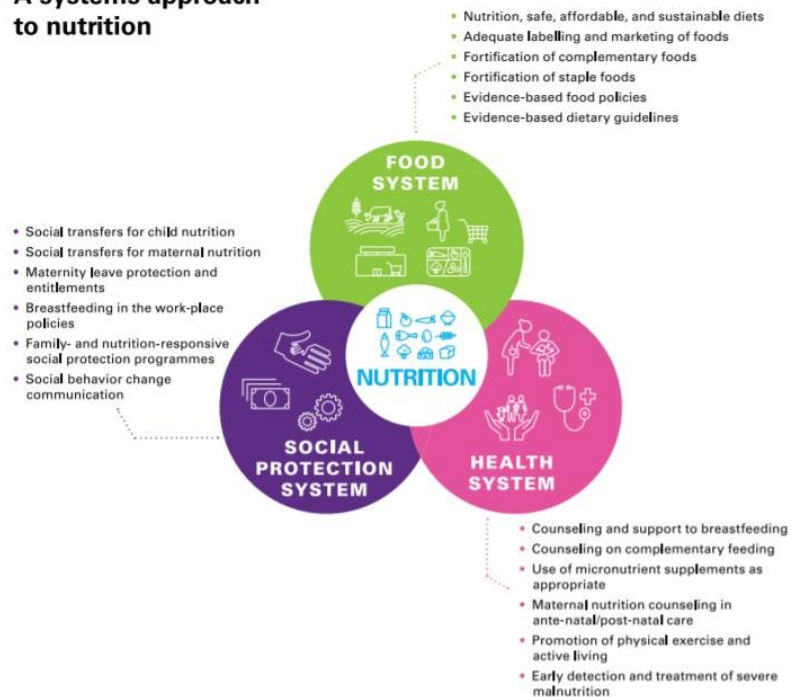 A systems approach
to nutrition
• Nutrition, safe, affordable, and sustainable diets
• Adequate labelling and marketing of foods
• Fortification of complementary foods
• Fortification of staple foods
• Evidence-based food policies
• Evidence-based dietary guidelines
FOOD
SYSTEM
• Social transfers for child nutrition
• Social transfers for maternal nutrition
• Maternity leave protection and
entitlements
• Breastfeeding in the work-place
policies
• Family- and nutrition-responsive
social protection programmes
• Social behavior change
communication
NUTRITION
SOCIAL
PROTECTION
SYSTEM
HEALTH
SYSTEM
• Counseling and support to breastfeeding
• Counseling on complementary feeding
• Use of micronutrient supplements as
appropriate
• Maternal nutrition counseling in
ante-natal/post-natal care
• Promotion of physical exercise and
active living
• Early detection and treatment of severe
malnutrition